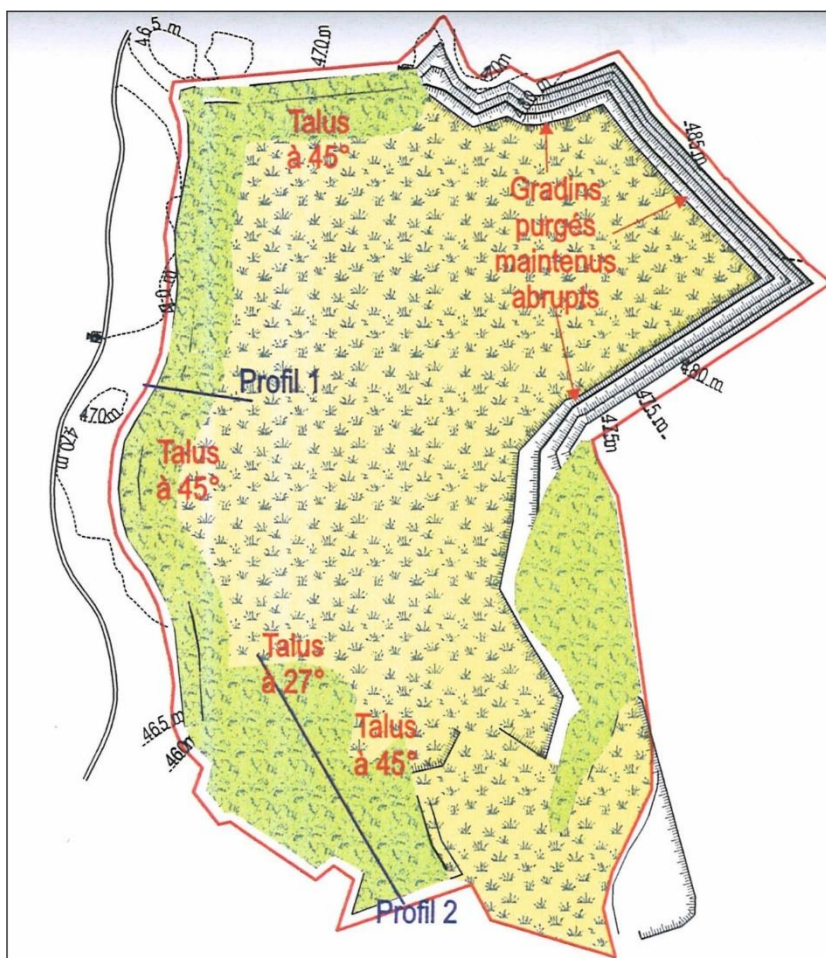 465 m
470m
Talus
à 45°
485m
Gradins
purgés
maintenus
abrupts
Profil 1
480 m
475 m
475m
470m
470 m
Talus
à 45°
Talus
à 27°
Talus
à 45°
465 m
460m
Profil 2